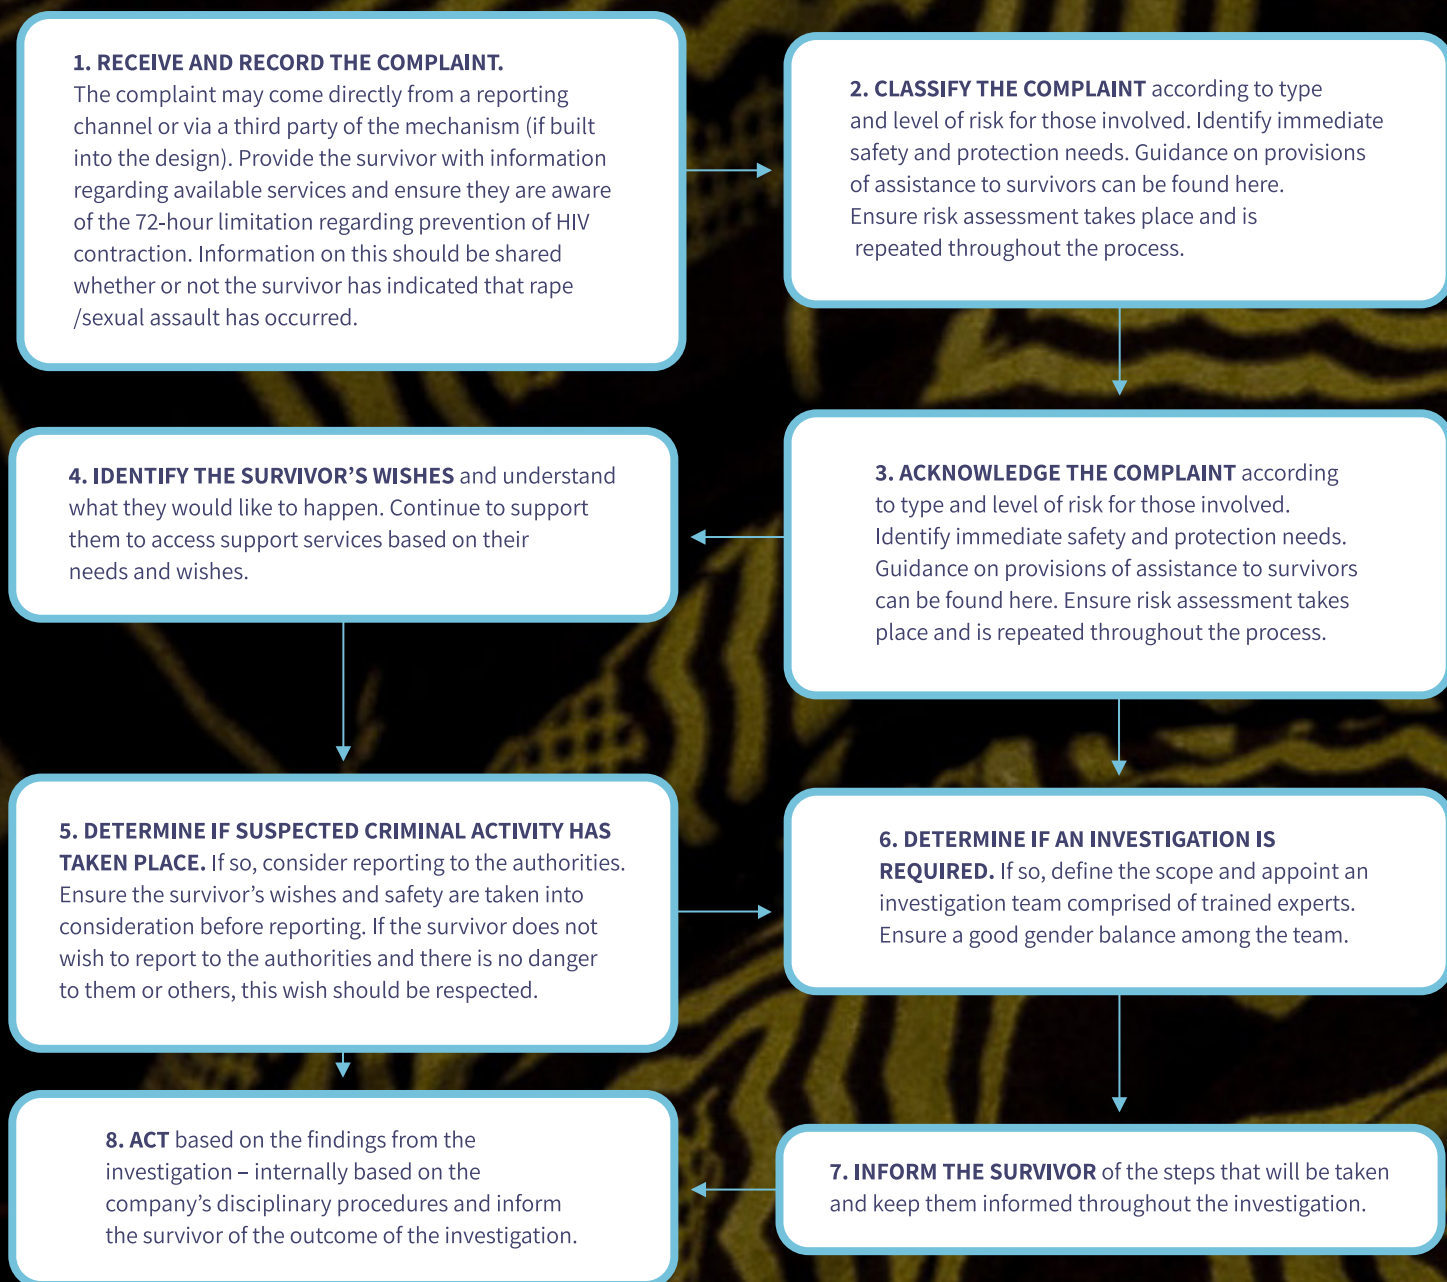 1. RECEIVE AND RECORD THE COMPLAINT.
The complaint may come directly from a reporting
channel or via a third party of the mechanism (if built
into the design). Provide the survivor with information
regarding available services and ensure they are aware
of the 72-hour limitation regarding prevention of HIV
contraction. Information on this should be shared
whether or not the survivor has indicated that rape
/sexual assault has occurred.
2. CLASSIFY THE COMPLAINT according to type
and level of risk for those involved. Identify immediate
safety and protection needs. Guidance on provisions
of assistance to survivors can be found here.
Ensure risk assessment takes place and is
repeated throughout the process.
3. ACKNOWLEDGE THE COMPLAINT according
to type and level of risk for those involved.
Identify immediate safety and protection needs.
Guidance on provisions of assistance to survivors
can be found here. Ensure risk assessment takes
place and is repeated throughout the process.
4. IDENTIFY THE SURVIVOR'S WISHES and understand
what they would like to happen. Continue to support
them to access support services based on their
needs and wishes.
5. DETERMINE IF SUSPECTED CRIMINAL ACTIVITY HAS
TAKEN PLACE. If so, consider reporting to the authorities.
Ensure the survivor's wishes and safety are taken into
consideration before reporting. If the survivor does not
wish to report to the authorities and there is no danger
to them or others, this wish should be respected.
6. DETERMINE IF AN INVESTIGATION IS
REQUIRED. If so, define the scope and appoint an
investigation team comprised of trained experts.
Ensure a good gender balance among the team.
7. INFORM THE SURVIVOR of the steps that will be taken
and keep them informed throughout the investigation.
8. ACT based on the findings from the
investigation – internally based on the
company's disciplinary procedures and inform
the survivor of the outcome of the investigation.